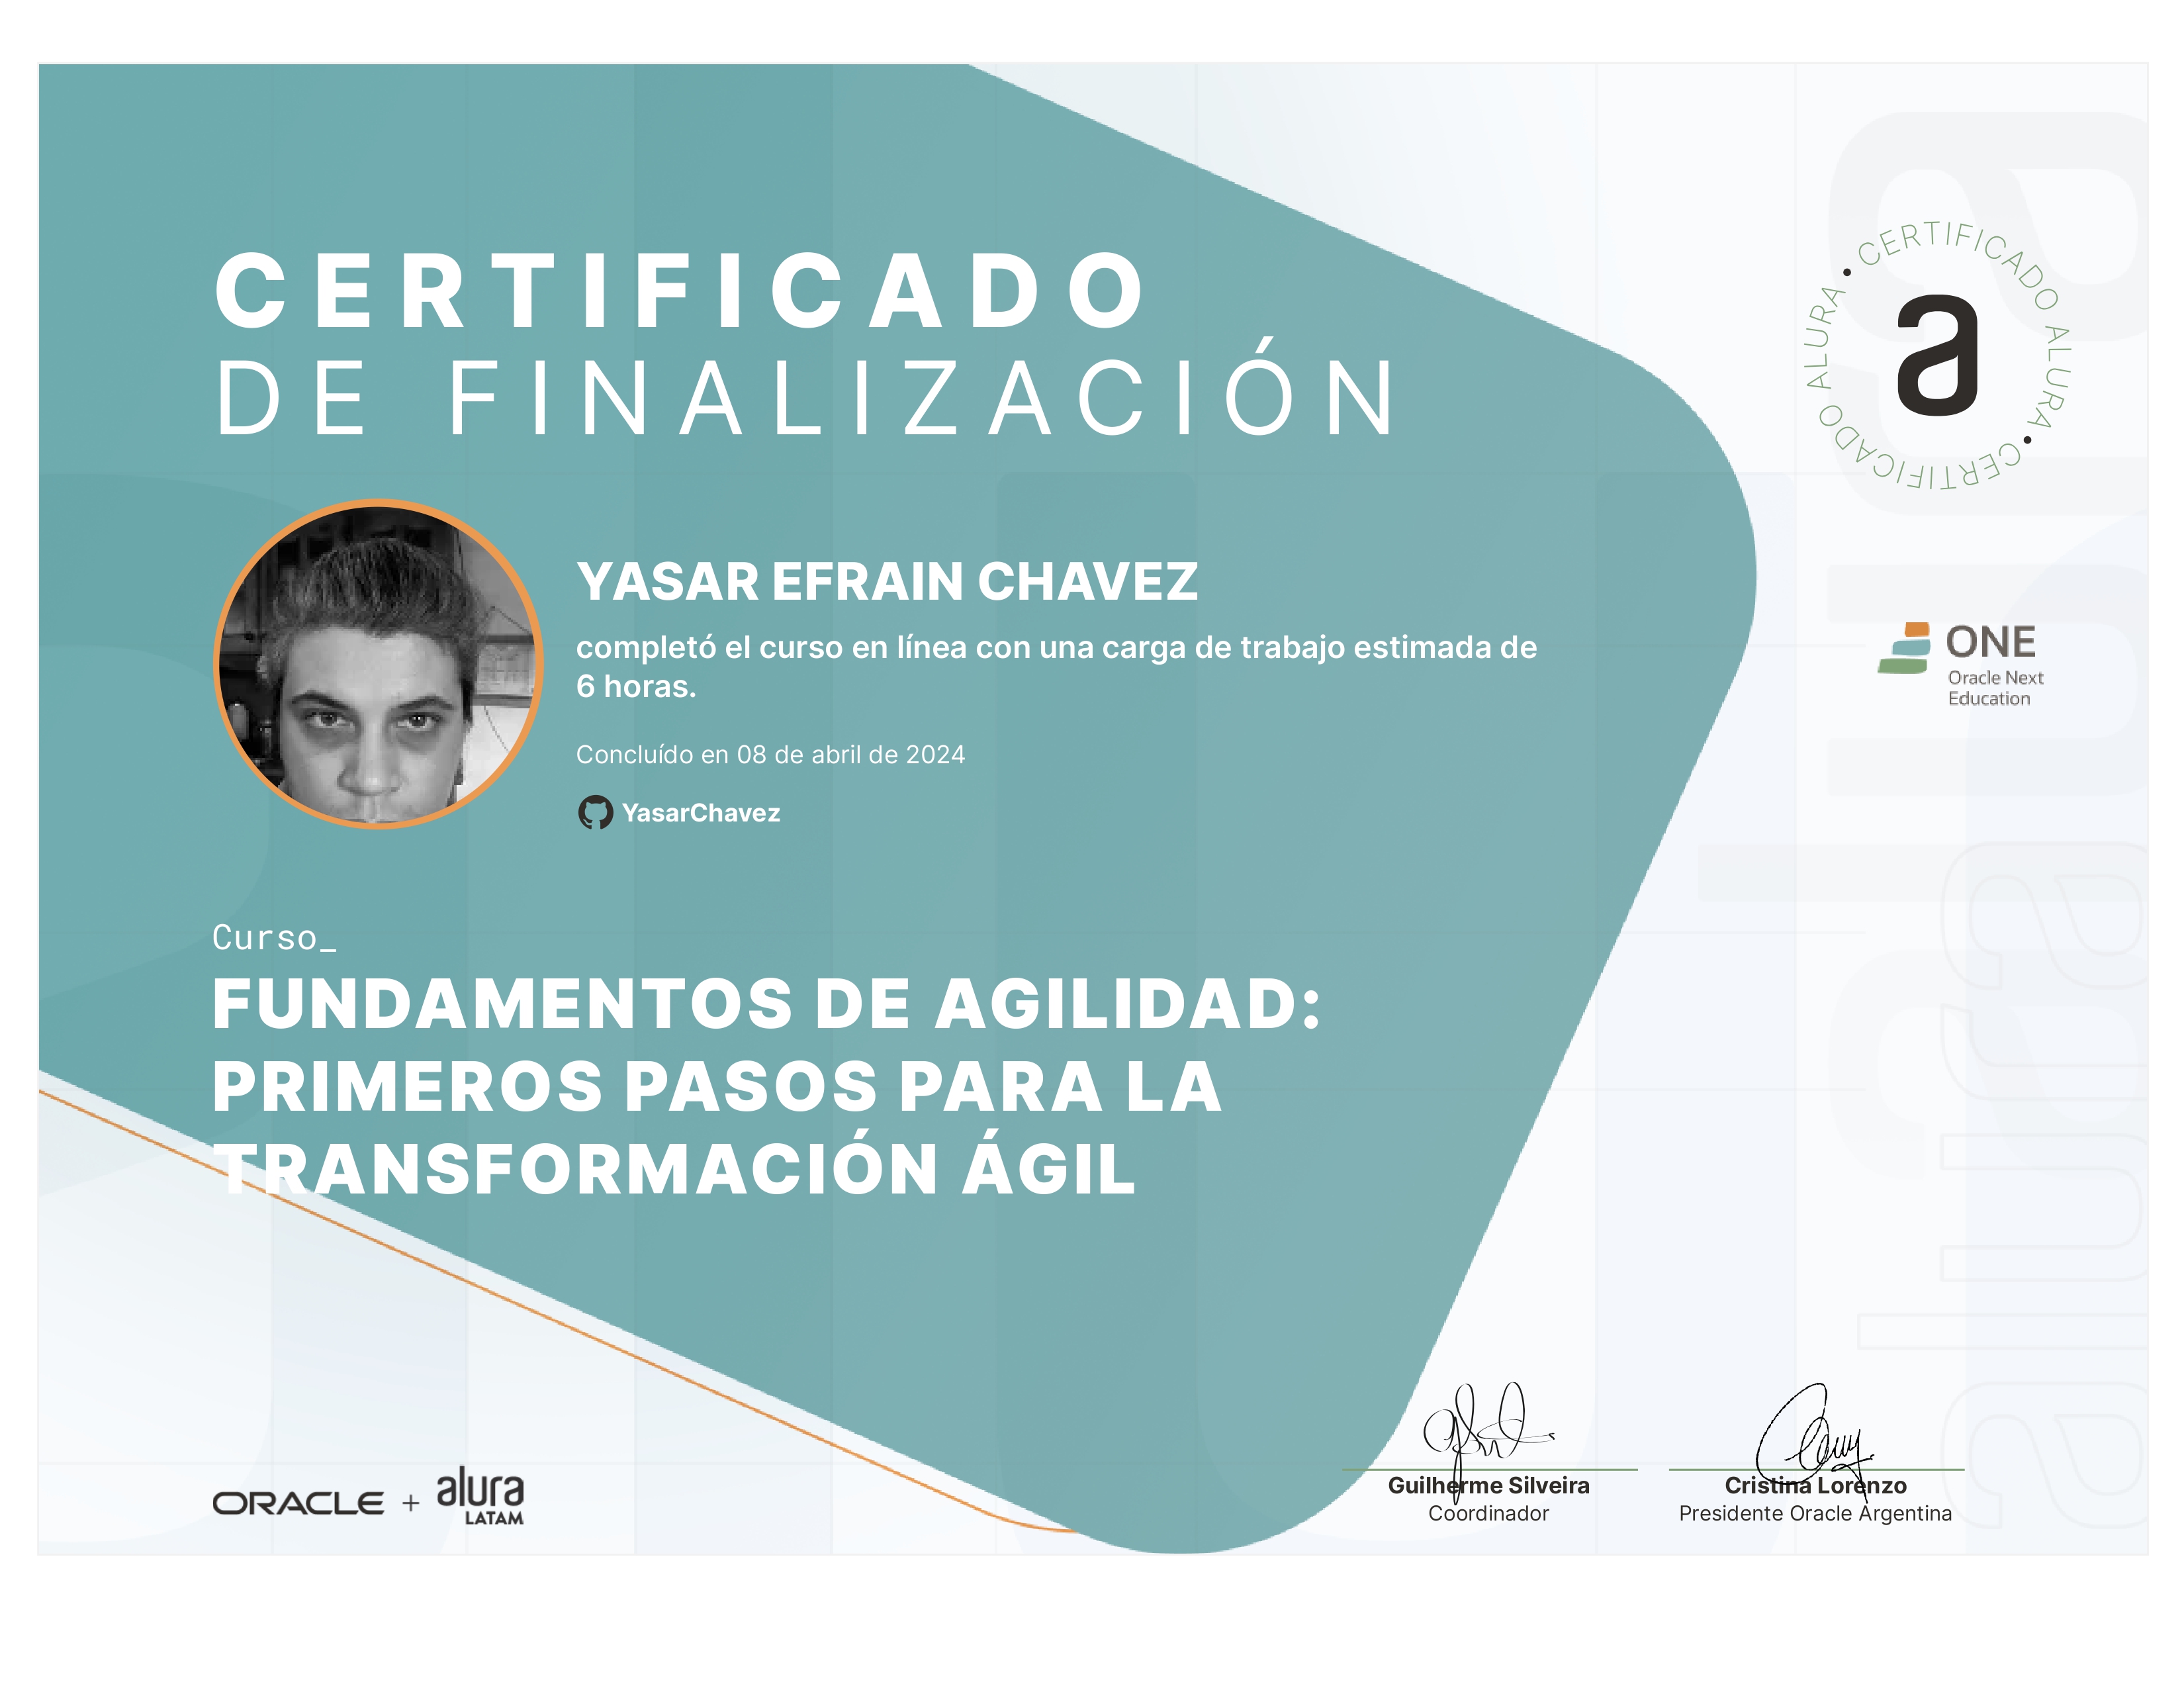 CERTIFICADO
DE FINALIZACIÓN
CERTIFICADO ALURA • CERTIFICADO ALURA •
a
YASAR EFRAIN CHAVEZ
completó el curso en línea con una carga de trabajo estimada de
6 horas.
Concluído en 08 de abril de 2024
YasarChavez
ONE
Oracle Next
Education
Curso_
FUNDAMENTOS DE AGILIDAD:
PRIMEROS PASOS PARA LA
TRANSFORMACIÓN ÁGIL
alura
alura
ORACLE + alura
LATAM
Guilherme Silveira
Coordinador
Cristina Lorenzo
Presidente Oracle Argentina